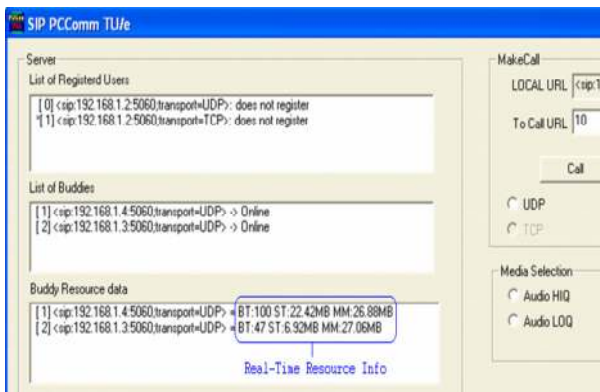 SIP PCComm TU/e
Server
List of Registerd Users
[ 0] <sip:192.168.1.2:5060;transport=UDP>: does not register
*[ 1] <sip:192.168.1.2:5060;transport=TCP>: does not register
List of Buddies
[ 1] <sip:192.168.1.4:5060;transport=UDP> -> Online
[ 2] <sip:192.168.1.3:5060;transport=UDP> -> Online
Buddy Resource data
[ 1] <sip:192.168.1.4:5060;transport=UDP> = BT:100 ST:22.42MB MM:26.88MB
[ 2] <sip:192.168.1.3:5060;transport=UDP> = BT:47 ST:6.92MB MM:27.06MB
Real-Time Resource Info
MakeCall
LOCAL URL <sip:1
To Call URL 10
Call
UDP
TCP
Media Selection
Audio HIQ
Audio LOQ